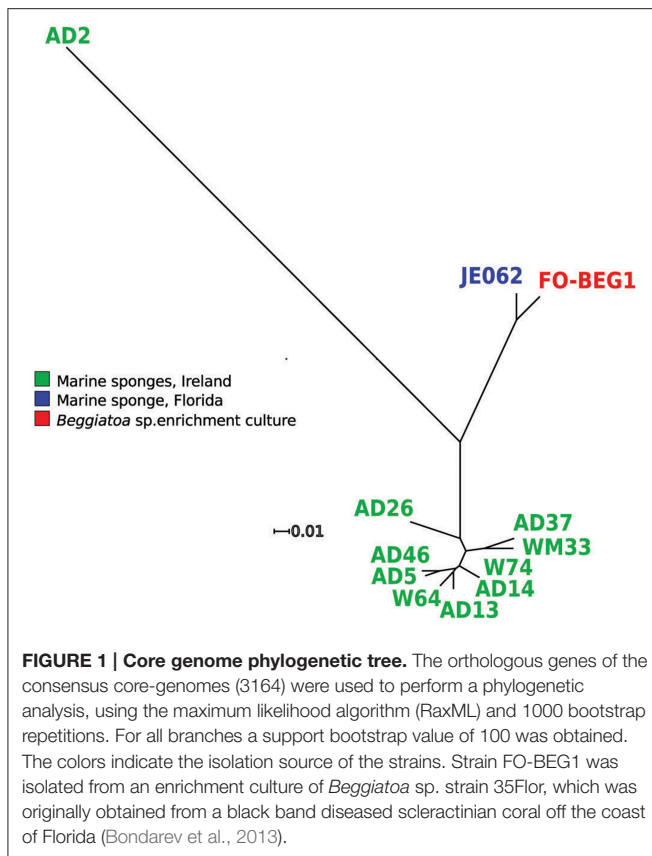 AD2
JE062
FO-BEG1
Marine sponges, Ireland
Marine sponge, Florida
Beggiatoa sp.enrichment culture
0.01
AD26
AD37
WM33
AD46
W74
AD5
AD14
W64
AD13
FIGURE 1 | Core genome phylogenetic tree. The orthologous genes of the
consensus core-genomes (3164) were used to perform a phylogenetic
analysis, using the maximum likelihood algorithm (RaxML) and 1000 bootstrap
repetitions. For all branches a support bootstrap value of 100 was obtained.
The colors indicate the isolation source of the strains. Strain FO-BEG1 was
isolated from an enrichment culture of Beggiatoa sp. strain 35Flor, which was
originally obtained from a black band diseased scleractinian coral off the coast
of Florida (Bondarev et al., 2013).